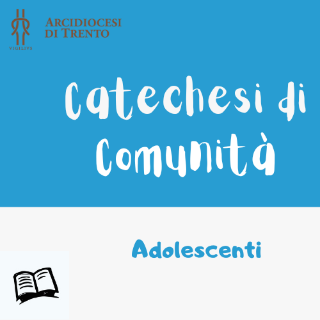 ARCIDIOCESI
DI TRENTO
Catechesi di
Comunità
Adolescenti